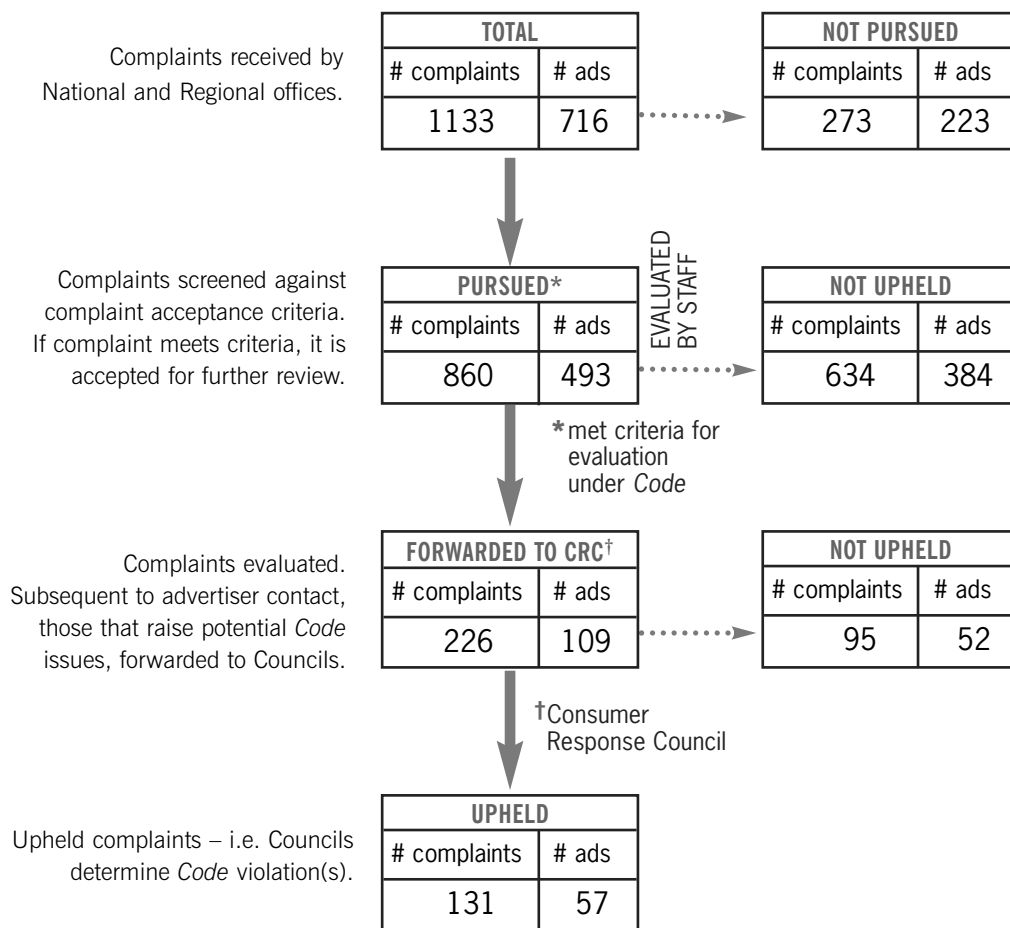 Complaints received by
National and Regional offices.
TOTAL
# complaints # ads
1133 716
NOT PURSUED
# complaints # ads
273 223
Complaints screened against
complaint acceptance criteria.
If complaint meets criteria, it is
accepted for further review.
PURSUED*
# complaints # ads
860 493
EVALUATED
BY STAFF
NOT UPHELD
# complaints # ads
634 384
*met criteria for
evaluation
under Code
Complaints evaluated.
Subsequent to advertiser contact,
those that raise potential Code
issues, forwarded to Councils.
FORWARDED TO CRC†
# complaints # ads
226 109
NOT UPHELD
# complaints # ads
95 52
†Consumer
Response Council
Upheld complaints – i.e. Councils
determine Code violation(s).
UPHELD
# complaints # ads
131 57